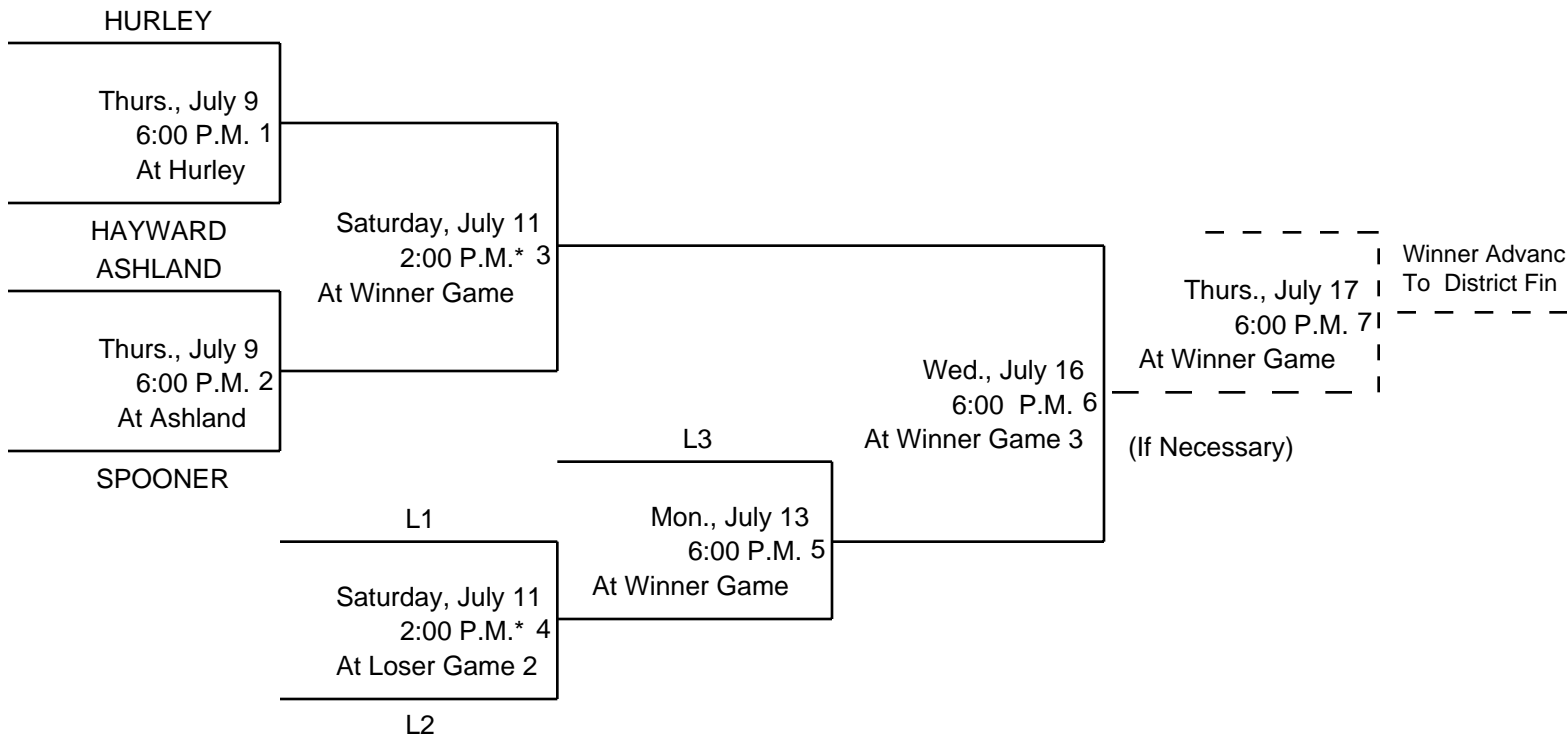 HURLEY
Thurs., July 9
6:00 P.M. 1
At Hurley
HAYWARD
ASHLAND
Thurs., July 9
6:00 P.M. 2
At Ashland
SPOONER
Saturday, July 11
2:00 P.M.* 3
At Winner Game
L1
Saturday, July 11
2:00 P.M.* 4
At Loser Game 2
L2
L3
Mon., July 13
6:00 P.M. 5
At Winner Game
Wed., July 16
6:00 P.M. 6
At Winner Game 3
Thurs., July 17
6:00 P.M. 7
At Winner Game
(If Necessary)
Winner Advanc
To District Fin